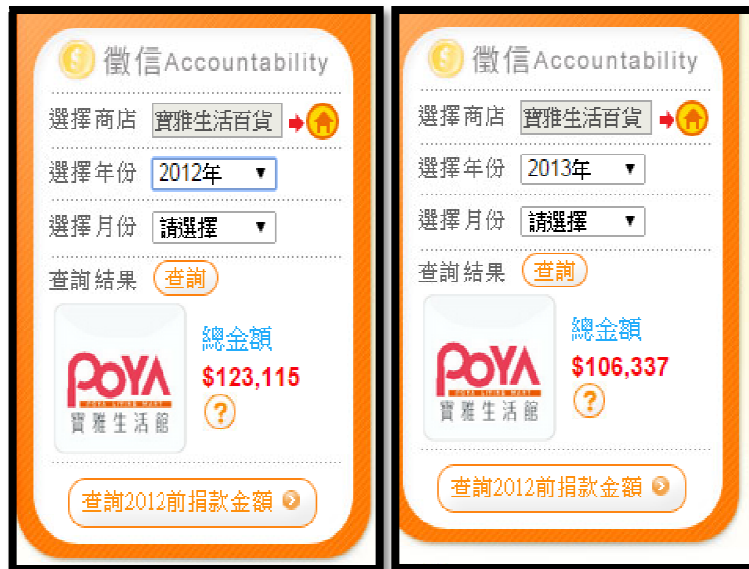 徵信Accountability
選擇商店 寶雅生活百貨
選擇年份 2012年
選擇月份 請選擇
查詢結果 查詢
總金額
$123,115
?
POYA
POYA LIVING MART
寶雅生活館
查詢2012前捐款金額
徵信Accountability
選擇商店 寶雅生活百貨
選擇年份 2013年
選擇月份 請選擇
查詢結果 查詢
總金額
$106,337
?
POYA
POYA LIVING MART
寶雅生活館
查詢2012前捐款金額